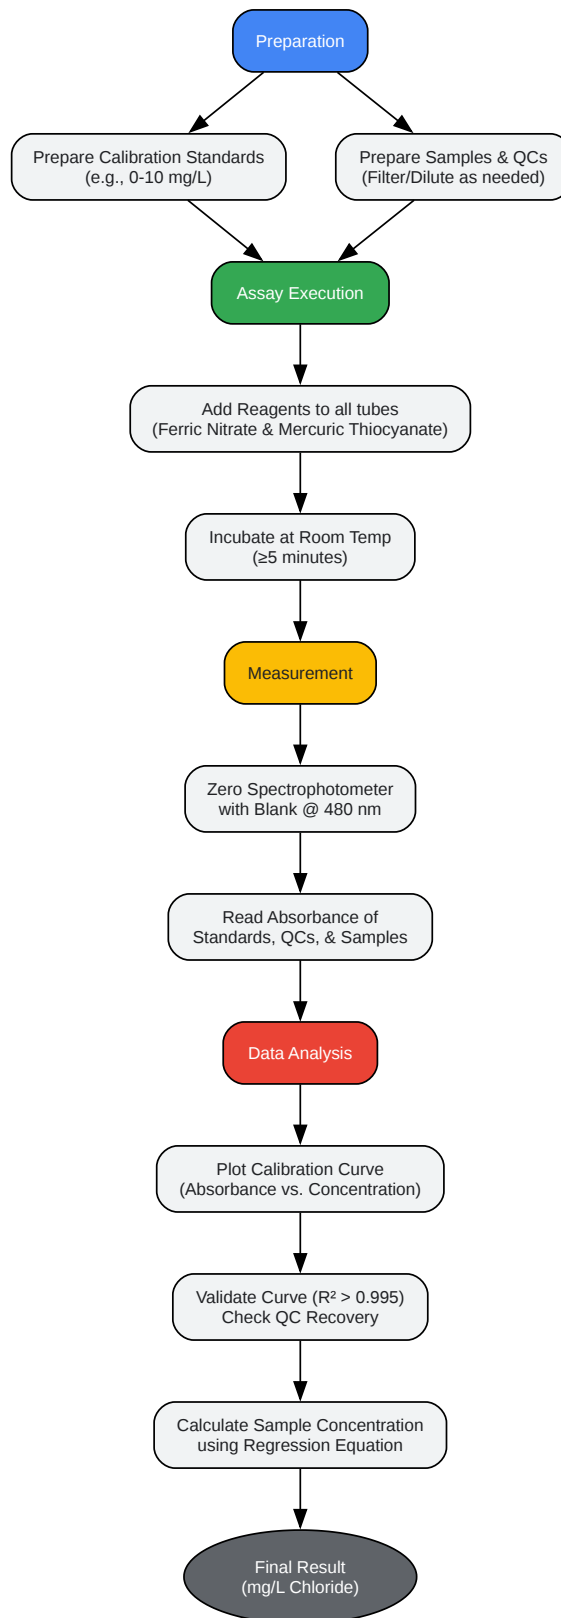 Preparation
Prepare Calibration Standards
(e.g., 0-10 mg/L)
Prepare Samples & QCs
(Filter/Dilute as needed)
Assay Execution
Add Reagents to all tubes
(Ferric Nitrate & Mercuric Thiocyanate)
Incubate at Room Temp
(≥5 minutes)
Measurement
Zero Spectrophotometer
with Blank @ 480 nm
Read Absorbance of
Standards, QCs, & Samples
Data Analysis
Plot Calibration Curve
(Absorbance vs. Concentration)
Validate Curve (R² > 0.995)
Check QC Recovery
Calculate Sample Concentration
using Regression Equation
Final Result
(mg/L Chloride)